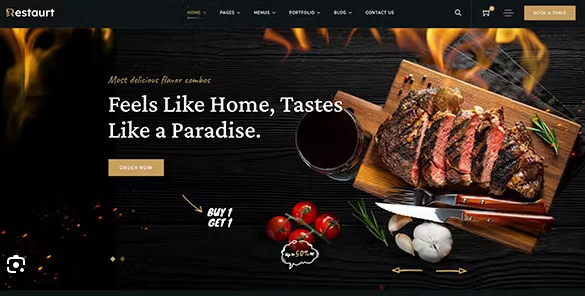 Restaurt
HOME PAGES MENUS PORTFOLIO BLOG CONTACT US
BOOK A TABLE
Most delicious flavor combos
Feels Like Home, Tastes
Like a Paradise.
ORDER NOW
BUY 1
GET 1
Up to 50% off